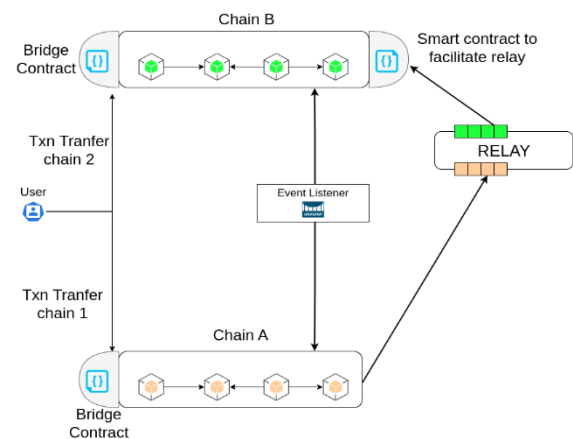 Chain B
Bridge
Contract
Smart contract to
facilitate relay
Txn Tranfer
chain 2
RELAY
User
Event Listener
Txn Tranfer
chain 1
Chain A
Bridge
Contract